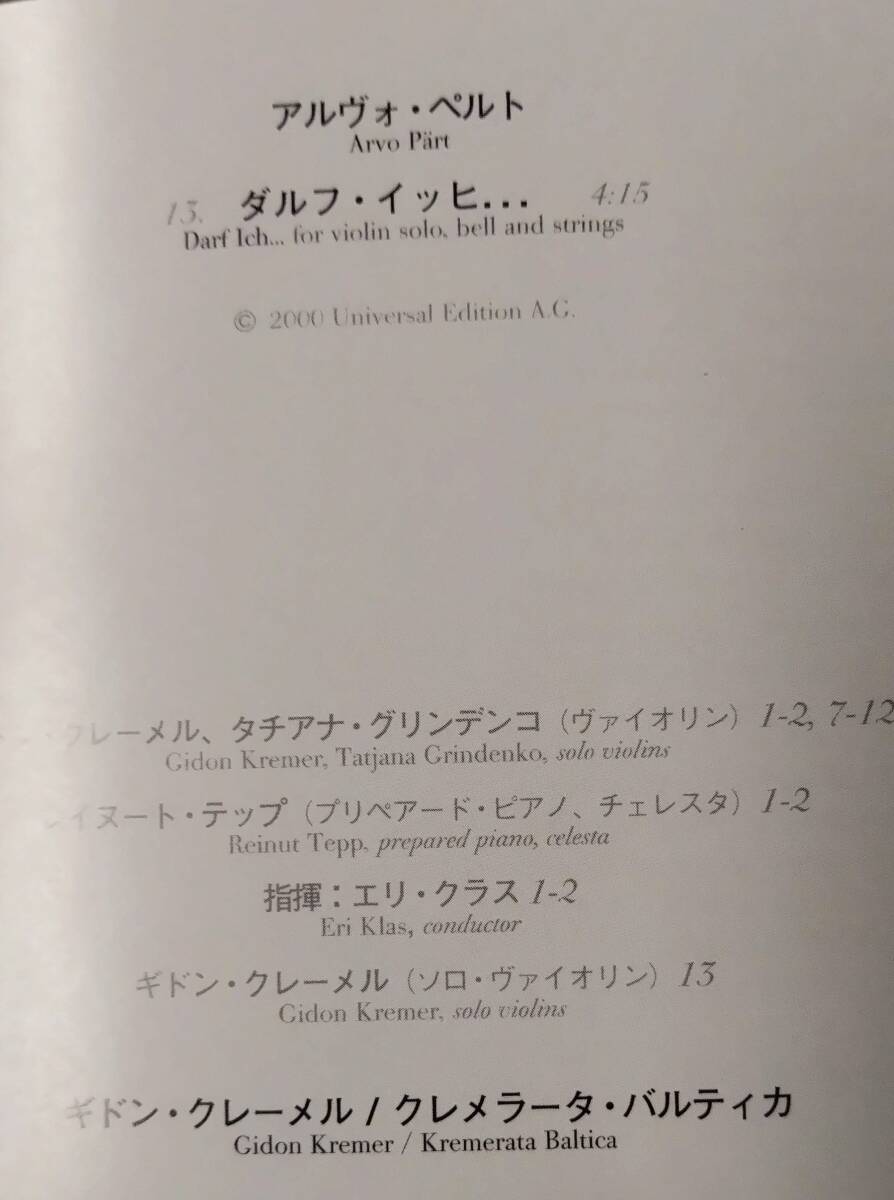 アルヴォ・ペルト
Arvo Pärt
13. ダルフ・イッヒ... 4:15
Darf Ich... for violin solo, bell and strings
© 2000 Universal Edition A.G.
クレーメル、タチアナ・グリンデンコ（ヴァイオリン）1-2, 7-12
Gidon Kremer, Tatjana Grindenko, solo violins
イヌート・テップ（プリペアード・ピアノ、チェレスタ）1-2
Reinut Tepp, prepared piano, celesta
指揮：エリ・クラス 1-2
Eri Klas, conductor
ギドン・クレーメル（ソロ・ヴァイオリン）13
Gidon Kremer, solo violins
ギドン・クレーメル / クレメラータ・バルティカ
Gidon Kremer / Kremerata Baltica